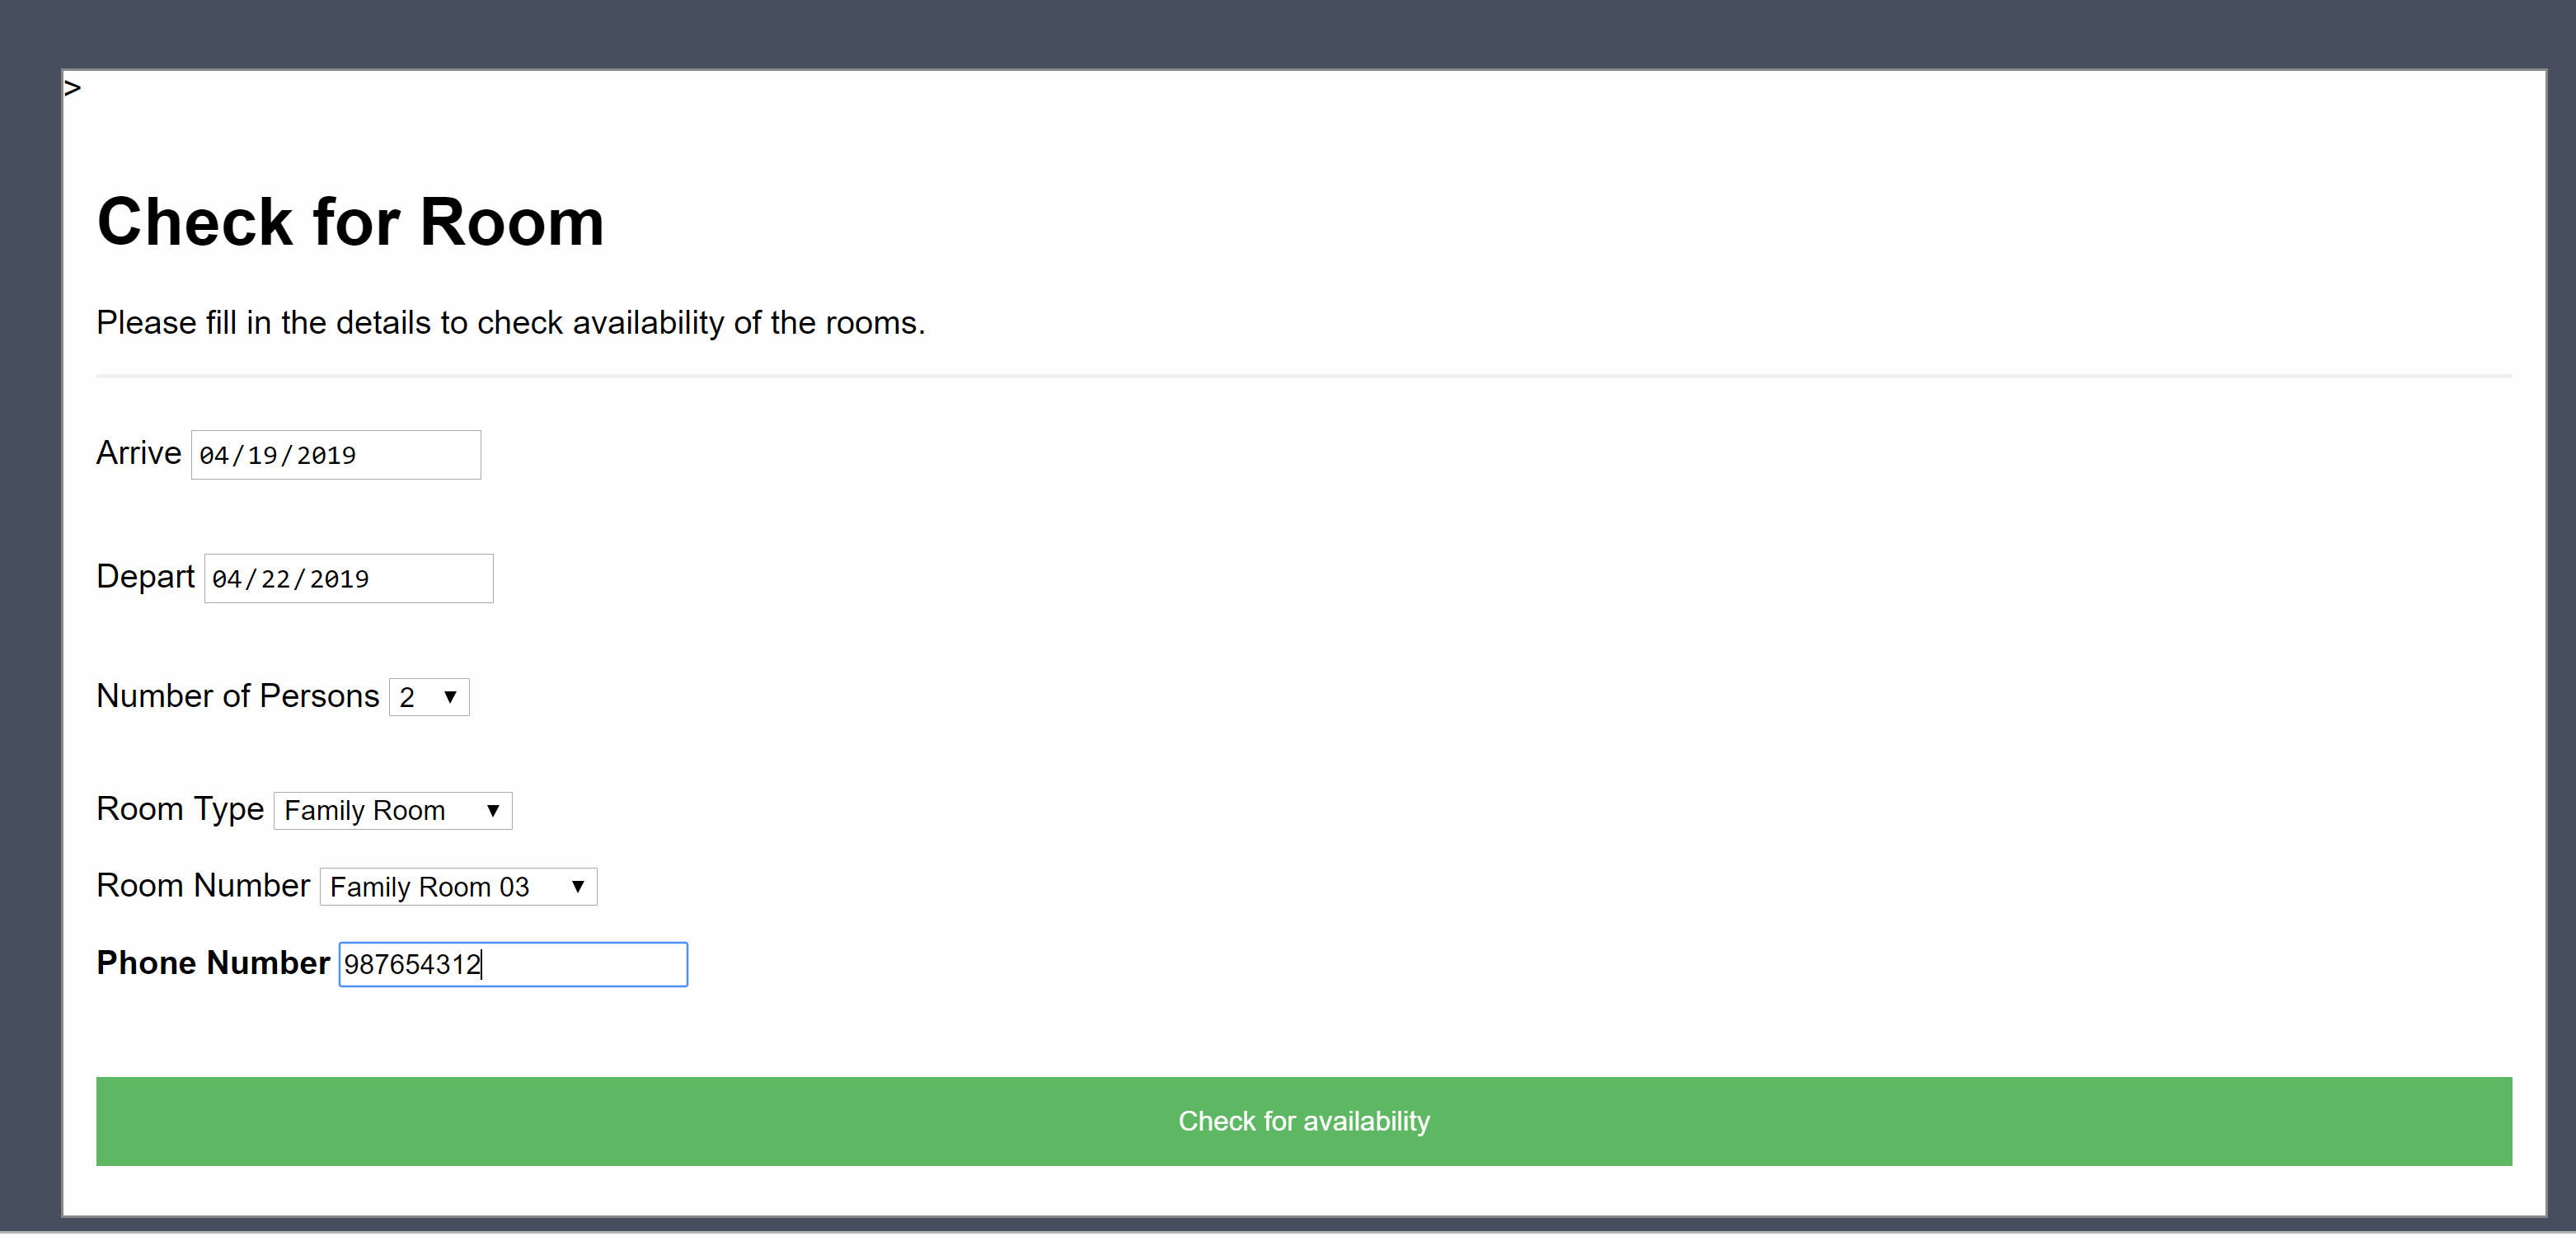 >
Check for Room
Please fill in the details to check availability of the rooms.
Arrive 04/19/2019
Depart 04/22/2019
Number of Persons 2
Room Type Family Room
Room Number Family Room 03
Phone Number 987654312
Check for availability